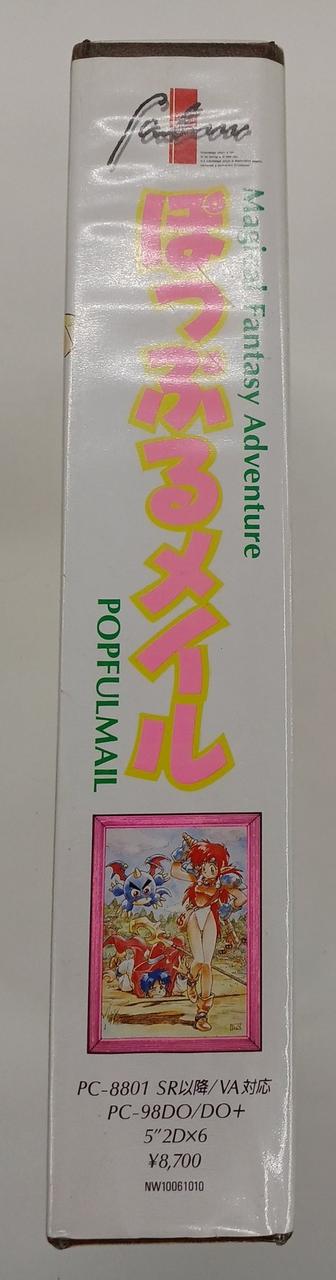 Falcom
Magical Fantasy Adventure
ぽっぷるメイル
POPFULMAIL
PC-8801 SR以降/VA対応
PC-98DO/DO+
5"2D×6
¥8,700
NW10061010